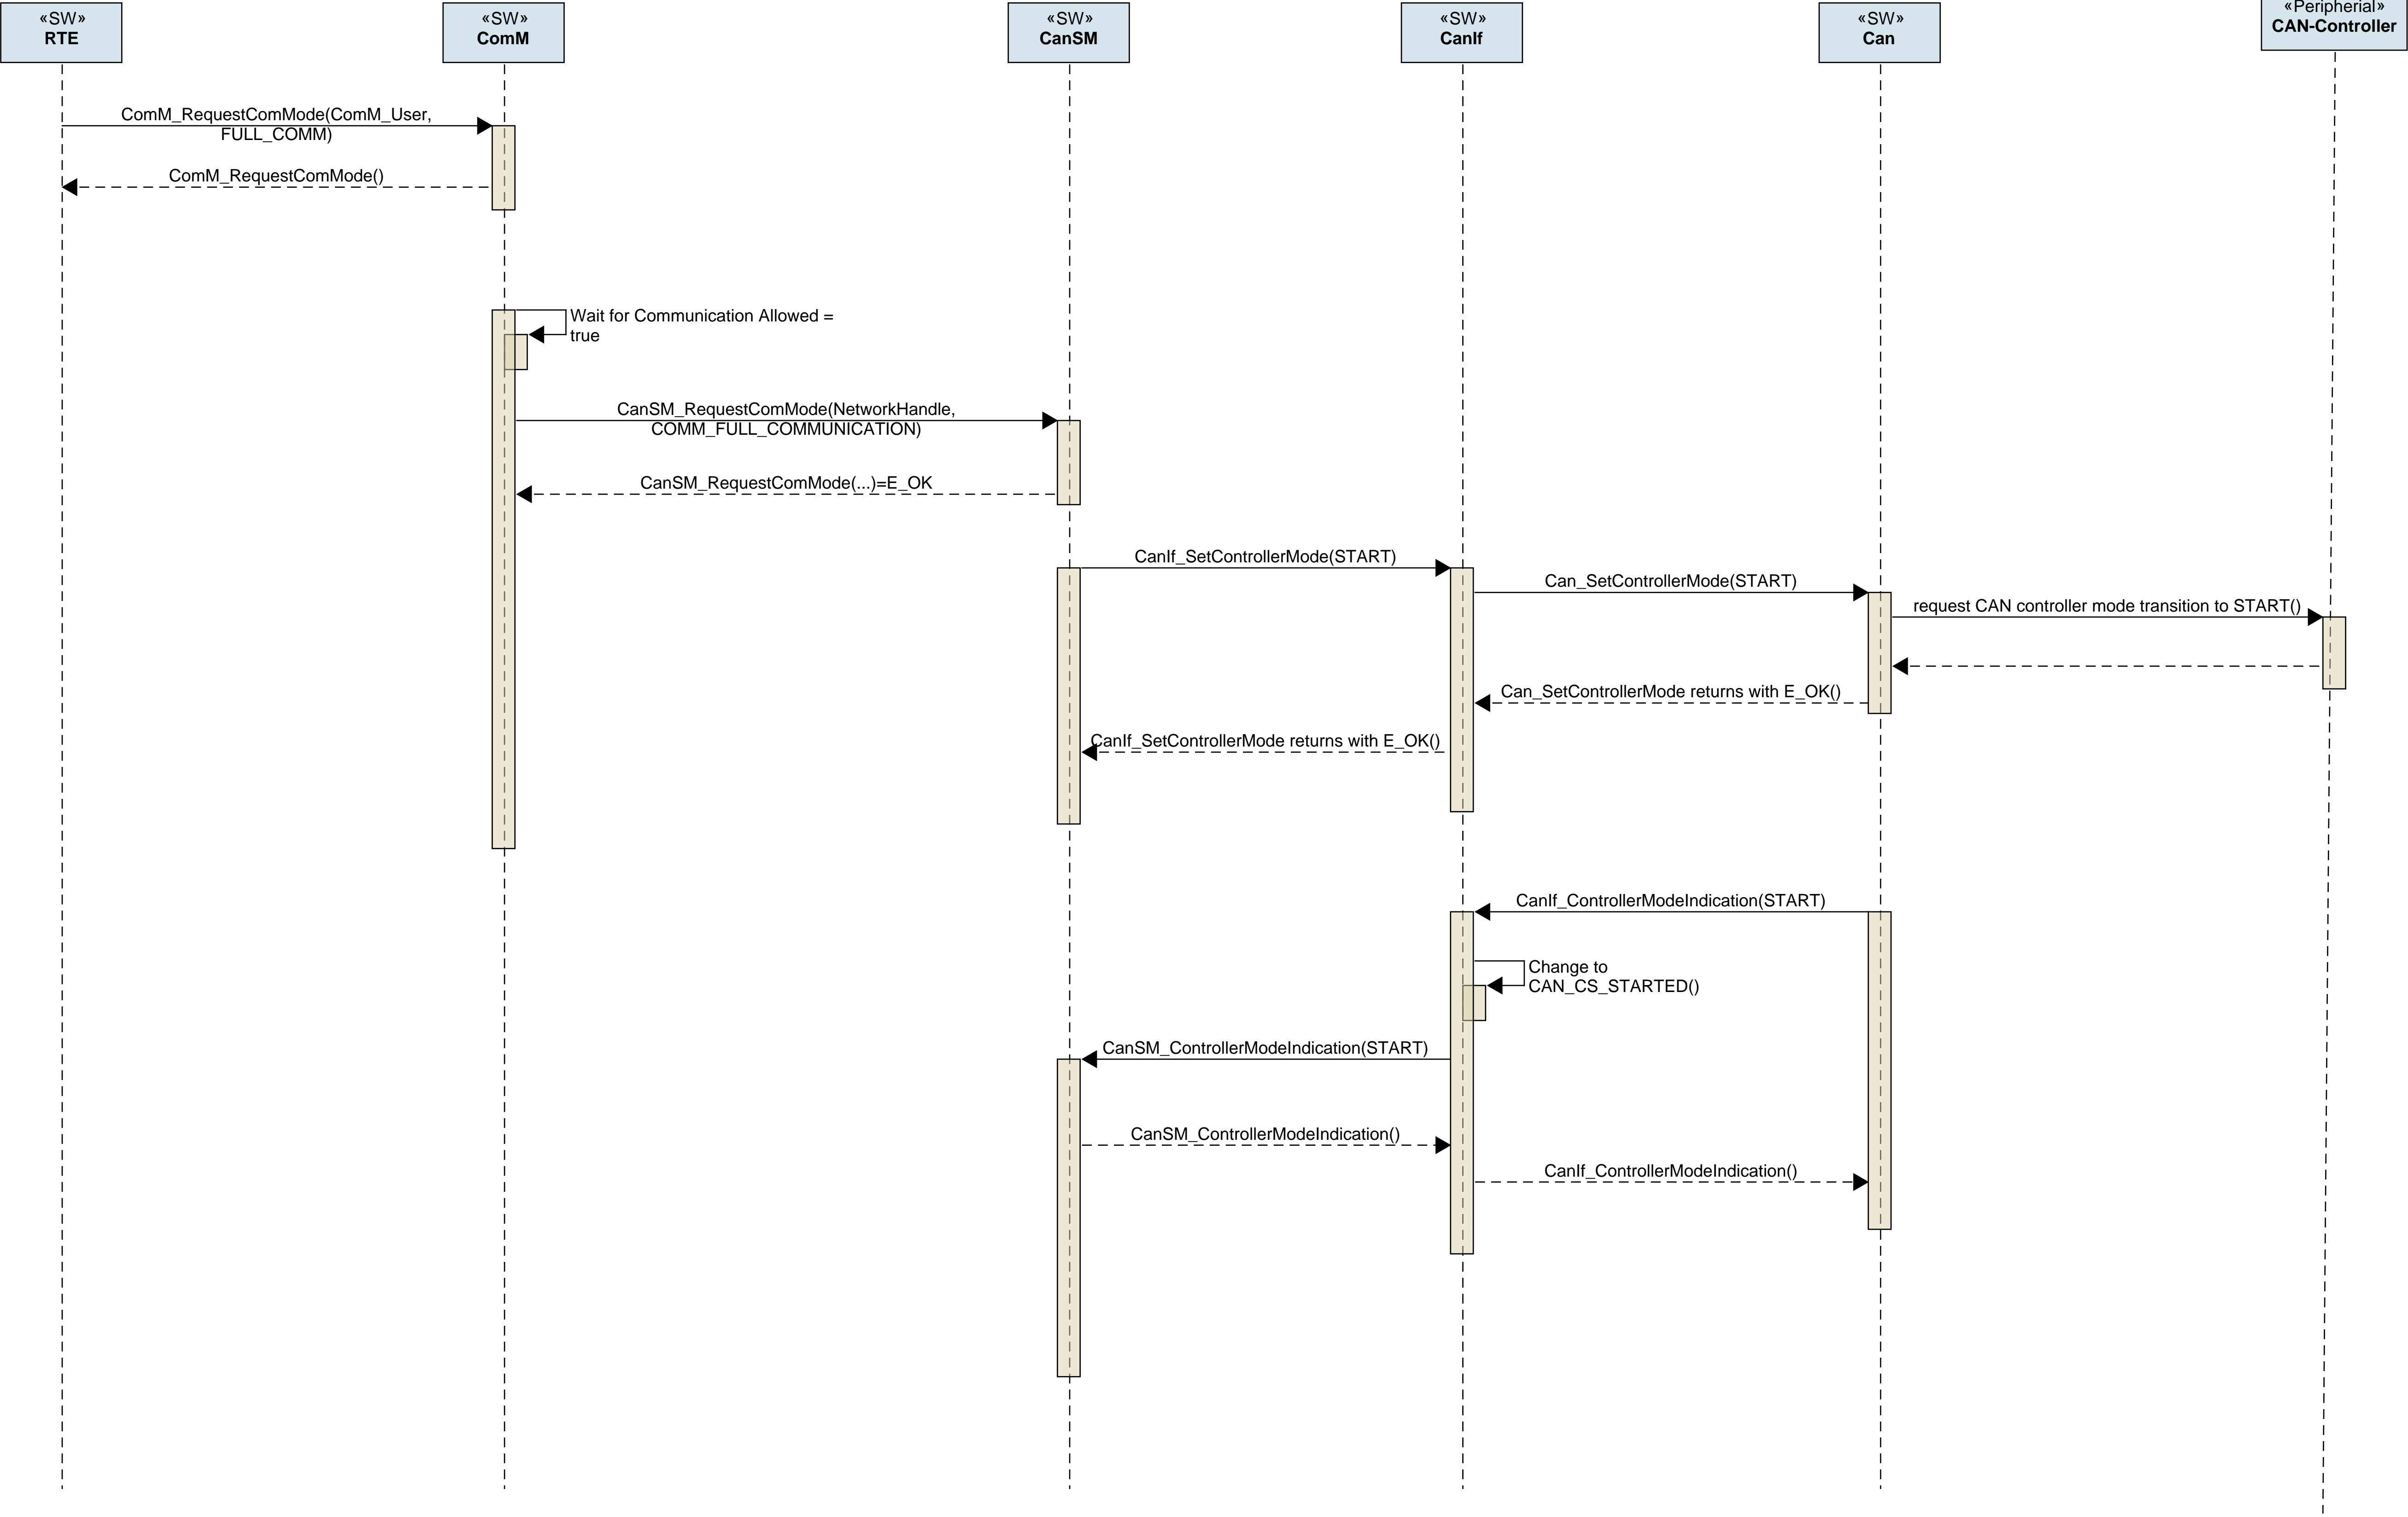 «SW»
RTE
«SW»
ComM
«SW»
CanSM
«SW»
CanIf
«SW»
Can
«Peripherial»
CAN-Controller
ComM_RequestComMode(ComM_User,
FULL_COMM)
ComM_RequestComMode()
Wait for Communication Allowed =
true
CanSM_RequestComMode(NetworkHandle,
COMM_FULL_COMMUNICATION)
CanSM_RequestComMode(...)=E_OK
CanIf_SetControllerMode(START)
Can_SetControllerMode(START)
request CAN controller mode transition to START()
Can_SetControllerMode returns with E_OK()
CanIf_SetControllerMode returns with E_OK()
CanIf_ControllerModeIndication(START)
Change to
CAN_CS_STARTED()
CanSM_ControllerModeIndication(START)
CanSM_ControllerModeIndication()
CanIf_ControllerModeIndication()